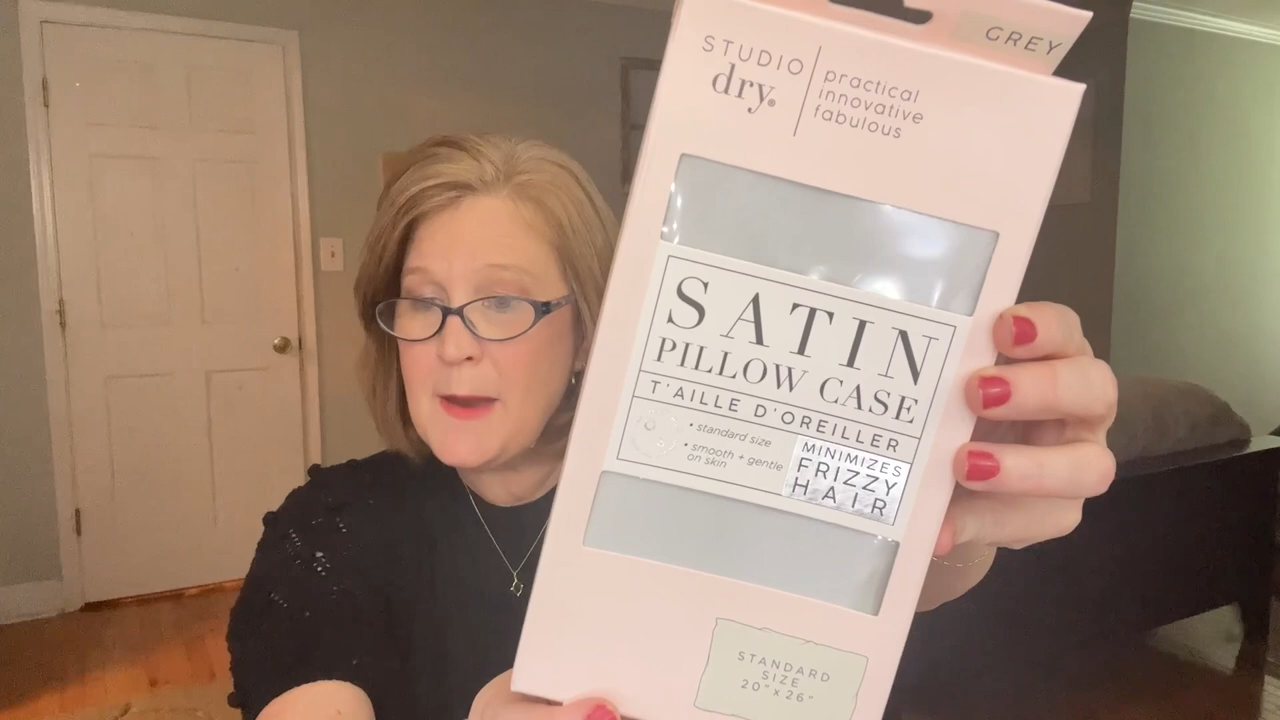 GREY
STUDIO
dry.
practical
innovative
fabulous
SATIN
PILLOW CASE
T'AILLE D'OREILLER
• standard size
• smooth + gentle
on skin
MINIMIZES
FRIZZY
HAIR
STANDARD
SIZE
20" x 26"